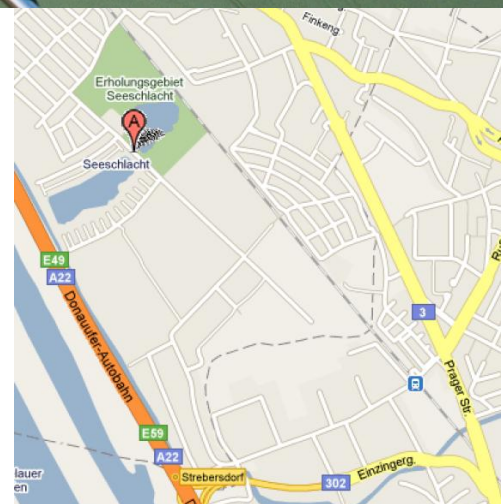 Finkeng.
Erholungsgebiet
Seeschlacht
A
Seeschlacht
E49
A22
Donauufer-Autobahn
3
Prager Str.
E59
A22
Strebersdorf
302
Einzingerg.